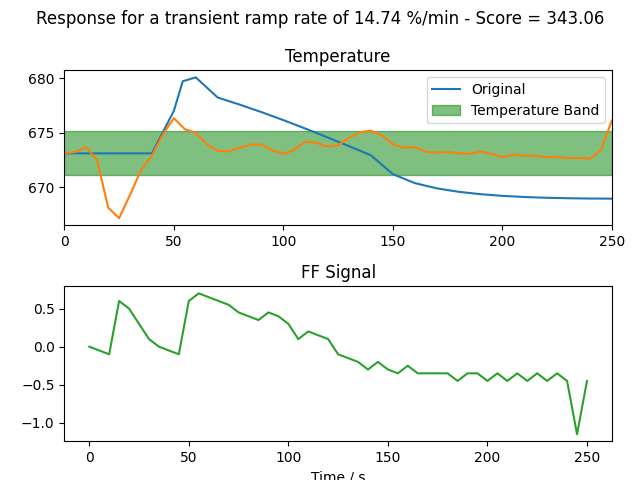 Response for a transient ramp rate of 14.74 %/min - Score = 343.06
Temperature
680
675
670
Original
Temperature Band
0 50 100 150 200 250
FF Signal
0.5
0.0
−0.5
−1.0
0 50 100 150 200 250
Time / s